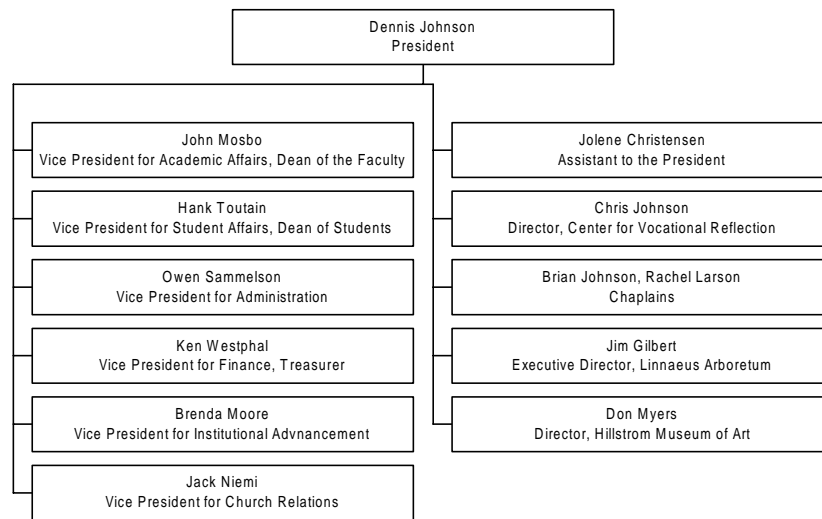 Dennis Johnson
President
John Mosbo
Vice President for Academic Affairs, Dean of the Faculty
Hank Toutain
Vice President for Student Affairs, Dean of Students
Owen Sammelson
Vice President for Administration
Ken Westphal
Vice President for Finance, Treasurer
Brenda Moore
Vice President for Institutional Advnancement
Jack Niemi
Vice President for Church Relations
Jolene Christensen
Assistant to the President
Chris Johnson
Director, Center for Vocational Reflection
Brian Johnson, Rachel Larson
Chaplains
Jim Gilbert
Executive Director, Linnaeus Arboretum
Don Myers
Director, Hillstrom Museum of Art